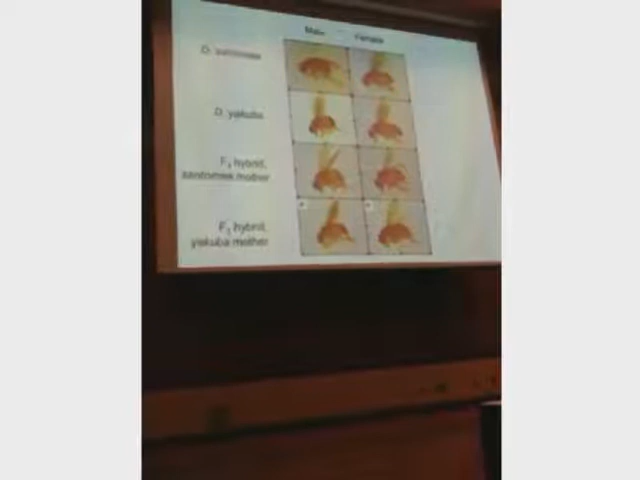 Male Female
D. santomea
D. yakuba
F1 hybrid,
santomea mother
F1 hybrid,
yakuba mother